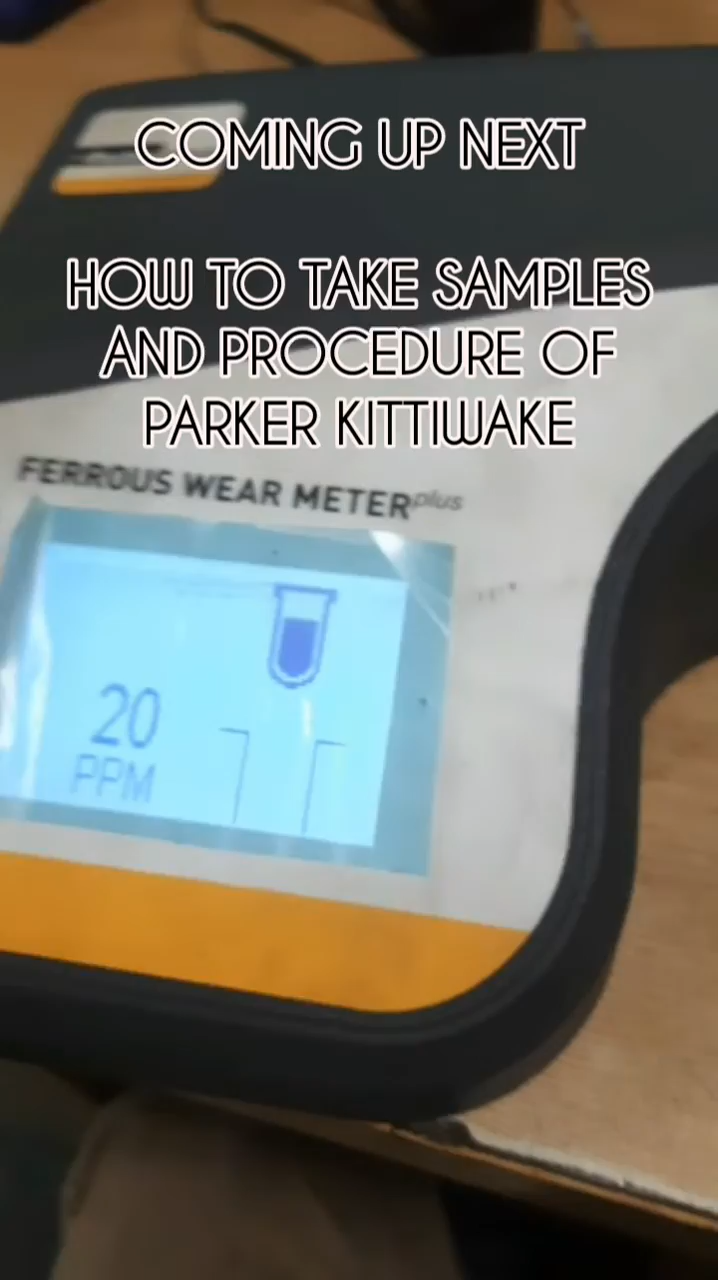 COMING UP NEXT
HOW TO TAKE SAMPLES
AND PROCEDURE OF
PARKER KITTIWAKE
FERROUS WEAR METERplus
20
PPM